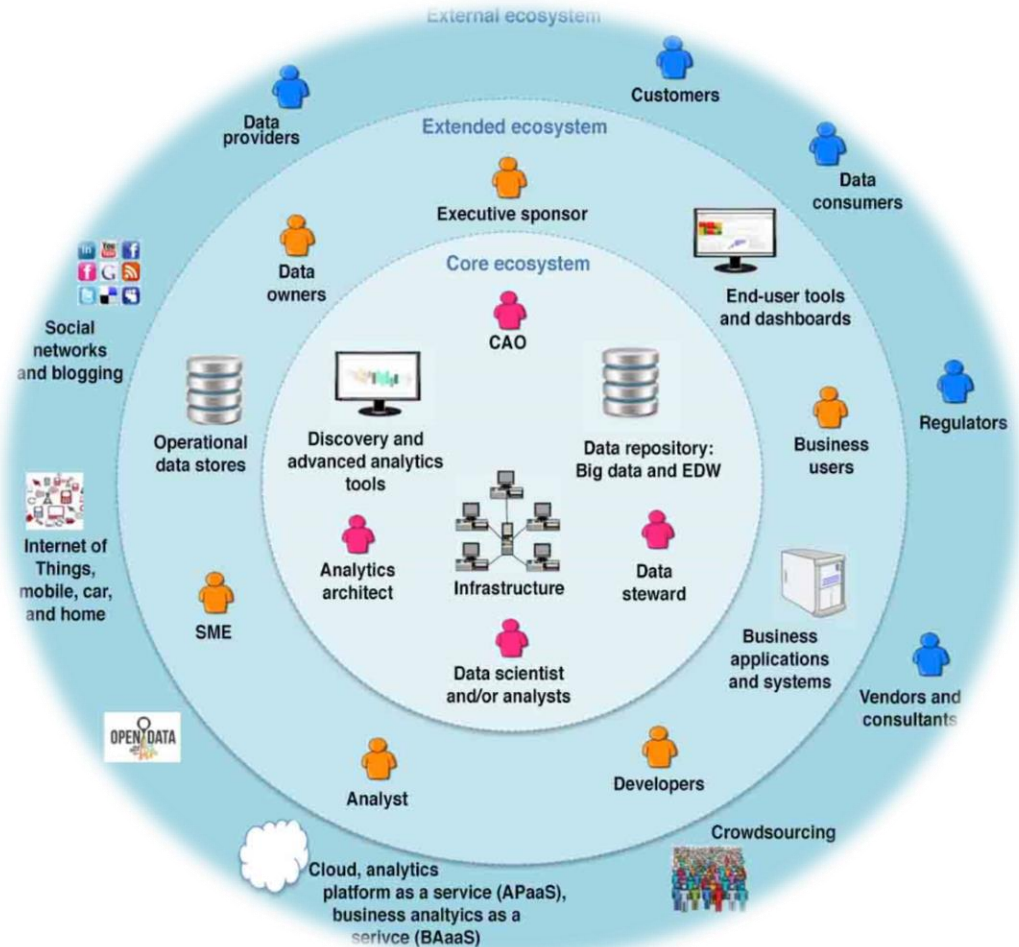 External ecosystem
Customers
Data
providers
Extended ecosystem
Data
consumers
Executive sponsor
Data
owners
Core ecosystem
End-user tools
and dashboards
CAO
in
You
f
f
G
Social
networks
and blogging
Operational
data stores
Discovery and
advanced analytics
tools
Data repository:
Big data and EDW
Business
users
Regulators
Internet of
Things,
mobile, car,
and home
Analytics
architect
Infrastructure
Data
steward
SME
Data scientist
and/or analysts
Business
applications
and systems
Vendors and
consultants
OPEN DATA
Analyst
Developers
Crowdsourcing
Cloud, analytics
platform as a service (APaaS),
business analtyics as a
serivce (BAaaS)